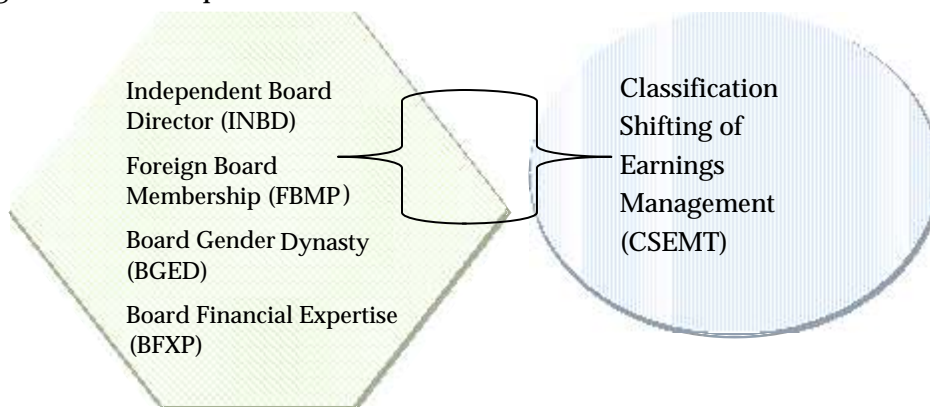 Independent Board
Director (INBD)
Foreign Board
Membership (FBMP)
Board Gender Dynasty
(BGED)
Board Financial Expertise
(BFXP)
Classification
Shifting of
Earnings
Management
(CSEMT)